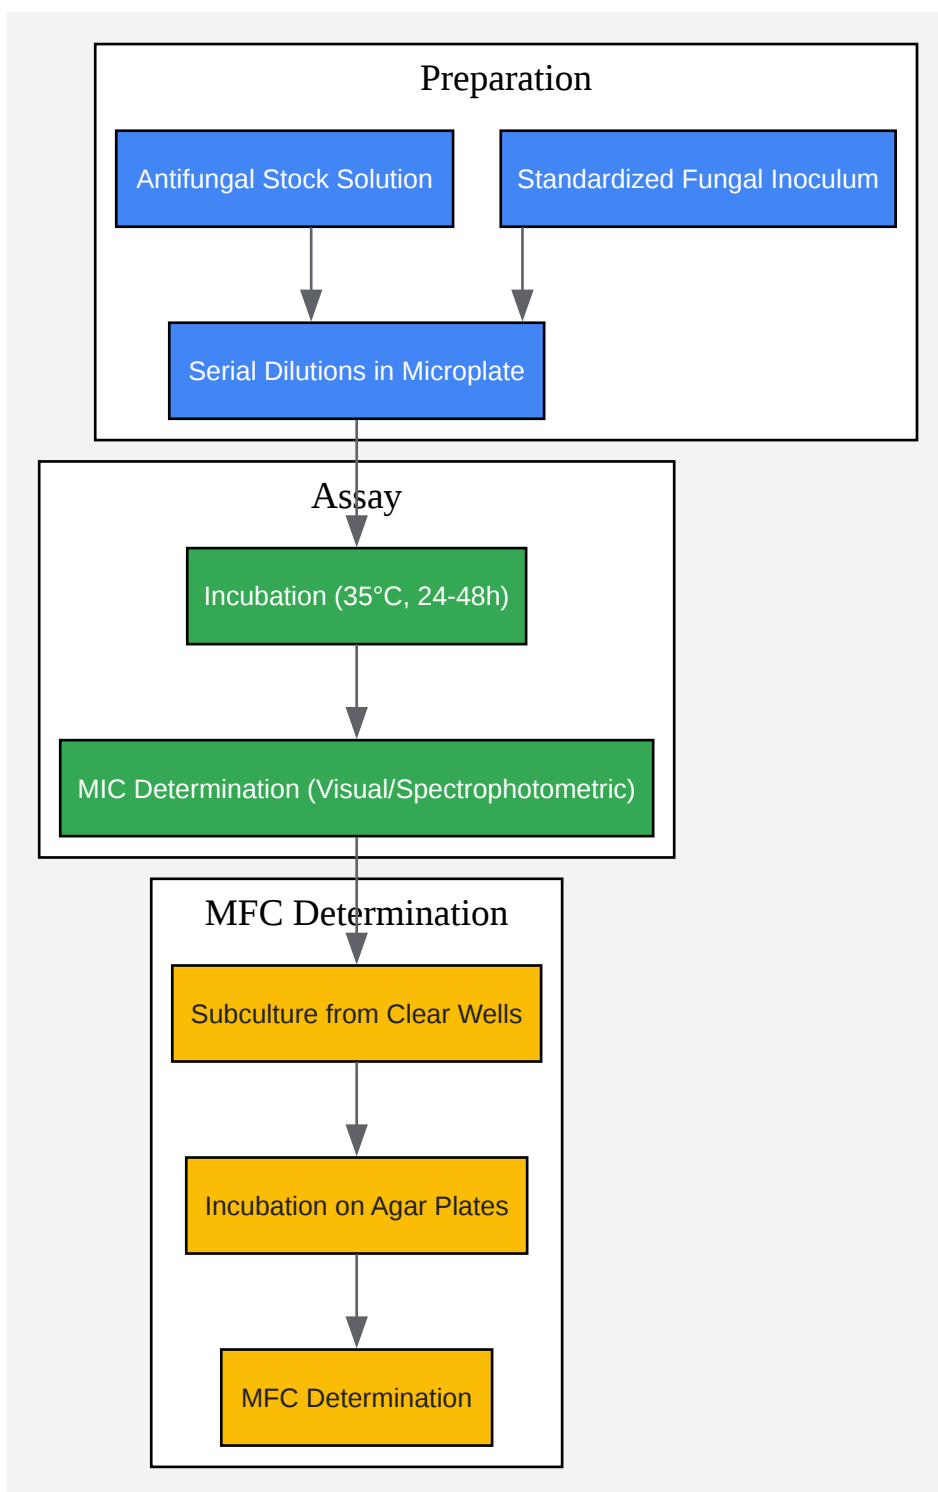 Preparation
Antifungal Stock Solution
Standardized Fungal Inoculum
Serial Dilutions in Microplate
Assay
Incubation (35°C, 24-48h)
MIC Determination (Visual/Spectrophotometric)
MFC Determination
Subculture from Clear Wells
Incubation on Agar Plates
MFC Determination